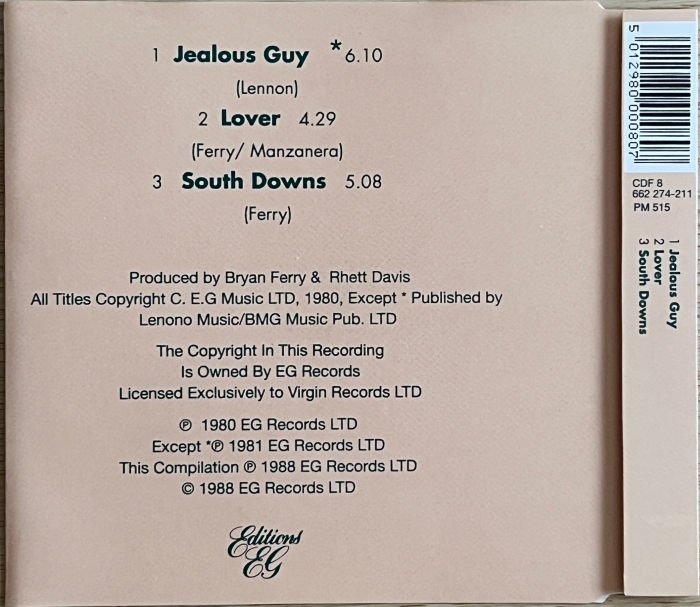 1 Jealous Guy *6.10
(Lennon)
2 Lover 4.29
(Ferry/ Manzanera)
3 South Downs 5.08
(Ferry)
Produced by Bryan Ferry & Rhett Davis
All Titles Copyright C. E.G Music LTD, 1980, Except * Published by
Lenono Music/BMG Music Pub. LTD
The Copyright In This Recording
Is Owned By EG Records
Licensed Exclusively to Virgin Records LTD
℗ 1980 EG Records LTD
Except *℗ 1981 EG Records LTD
This Compilation ℗ 1988 EG Records LTD
© 1988 EG Records LTD
Editions
EG
5 012980 000807
CDF 8
662 274-211
PM 515
1 Jealous Guy
2 Lover
3 South Downs